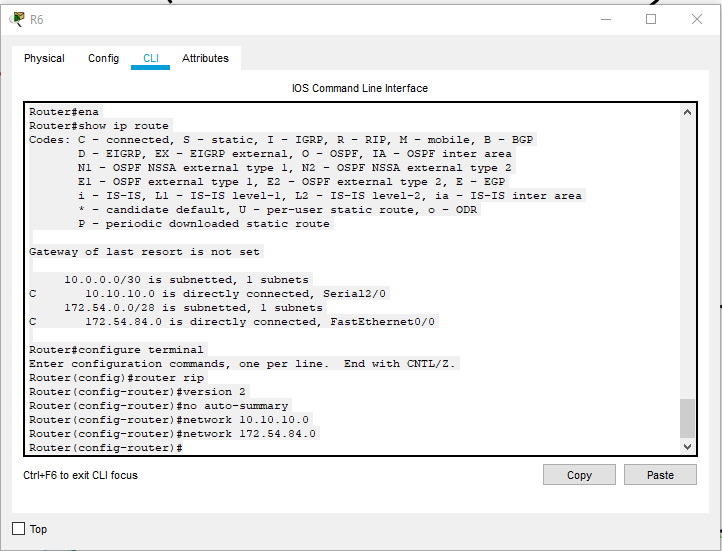 R6
Physical Config CLI Attributes
IOS Command Line Interface
Router#ena
Router#show ip route
Codes: C - connected, S - static, I - IGRP, R - RIP, M - mobile, B - BGP
       D - EIGRP, EX - EIGRP external, O - OSPF, IA - OSPF inter area
       N1 - OSPF NSSA external type 1, N2 - OSPF NSSA external type 2
       E1 - OSPF external type 1, E2 - OSPF external type 2, E - EGP
       i - IS-IS, L1 - IS-IS level-1, L2 - IS-IS level-2, ia - IS-IS inter area
       * - candidate default, U - per-user static route, o - ODR
       P - periodic downloaded static route
Gateway of last resort is not set
     10.0.0.0/30 is subnetted, 1 subnets
C       10.10.10.0 is directly connected, Serial2/0
     172.54.0.0/28 is subnetted, 1 subnets
C       172.54.84.0 is directly connected, FastEthernet0/0
Router#configure terminal
Enter configuration commands, one per line.  End with CNTL/Z.
Router(config)#router rip
Router(config-router)#version 2
Router(config-router)#no auto-summary
Router(config-router)#network 10.10.10.0
Router(config-router)#network 172.54.84.0
Router(config-router)#
Ctrl+F6 to exit CLI focus
Copy Paste
Top